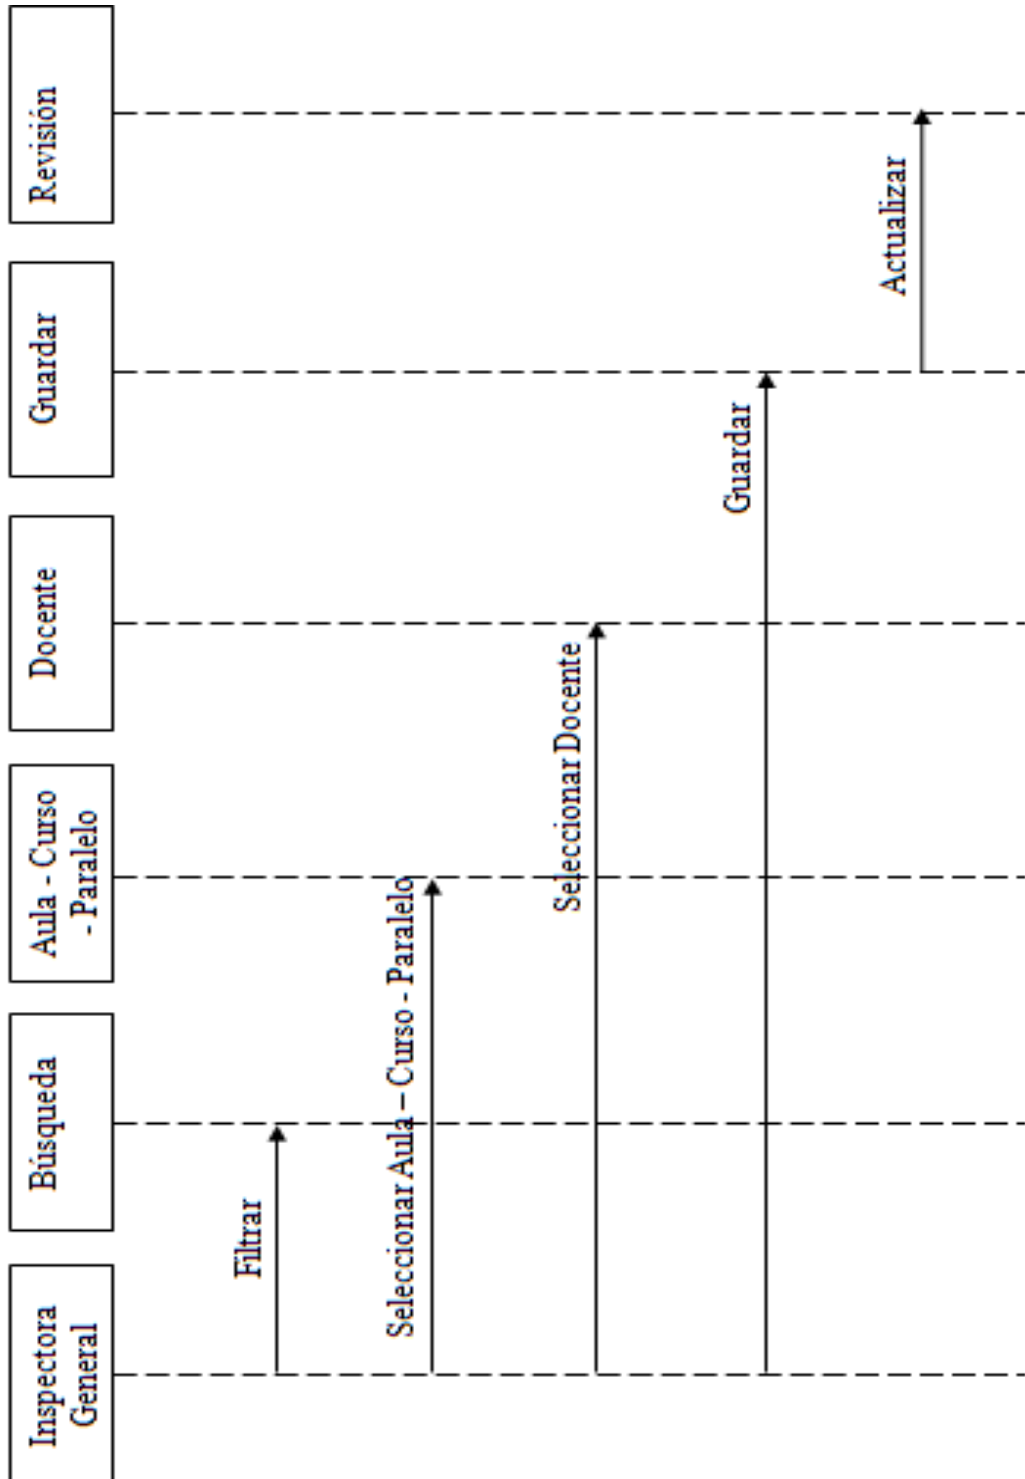 Inspectora
General
Búsqueda
Aula - Curso
- Paralelo
Docente
Guardar
Revisión
Filtrar
Seleccionar Aula – Curso - Paralelo
Seleccionar Docente
Guardar
Actualizar